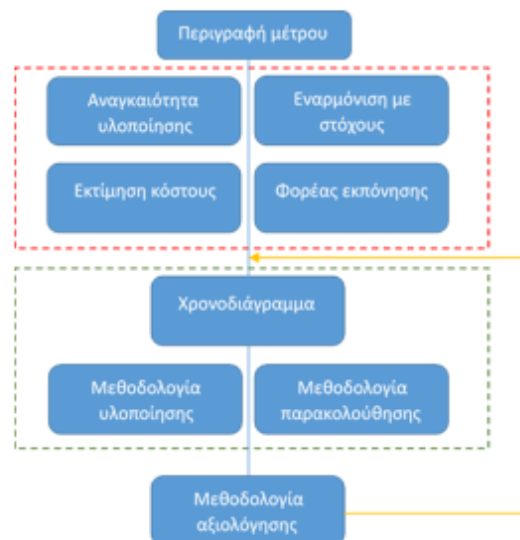 Περιγραφή μέτρου
Αναγκαιότητα
υλοποίησης
Εναρμόνιση με
στόχους
Εκτίμηση κόστους
Φορέας εκπόνησης
Χρονοδιάγραμμα
Μεθοδολογία
υλοποίησης
Μεθοδολογία
παρακολούθησης
Μεθοδολογία
αξιολόγησης